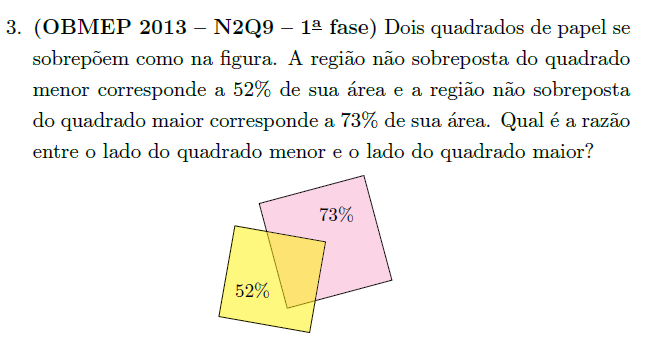 3. (OBMEP 2013 – N2Q9 – 1ª fase) Dois quadrados de papel se
sobrepõem como na figura. A região não sobreposta do quadrado
menor corresponde a 52% de sua área e a região não sobreposta
do quadrado maior corresponde a 73% de sua área. Qual é a razão
entre o lado do quadrado menor e o lado do quadrado maior?
73%
52%